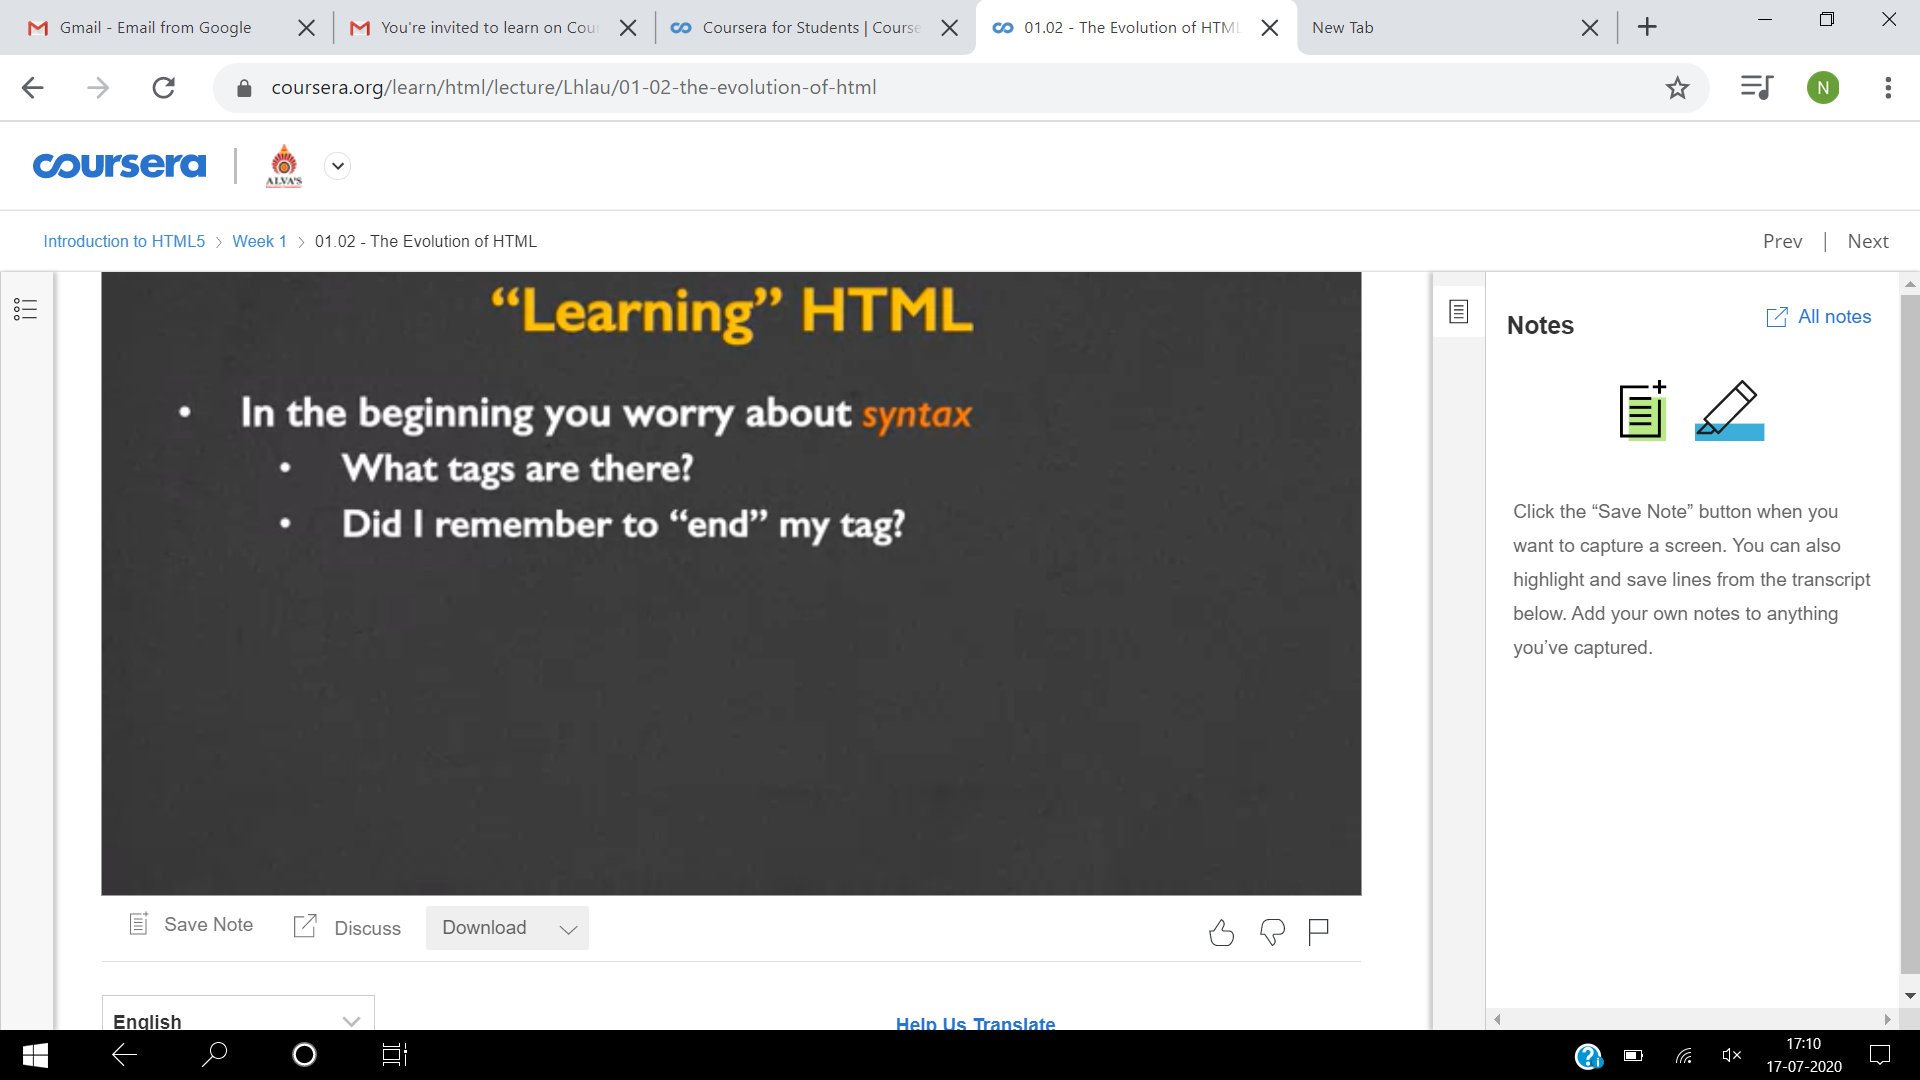 Gmail - Email from Google
You're invited to learn on Cou
Coursera for Students | Course
01.02 - The Evolution of HTML
New Tab
coursera.org/learn/html/lecture/Lhlau/01-02-the-evolution-of-html
N
coursera
ALVA'S
Introduction to HTML5 > Week 1 > 01.02 - The Evolution of HTML
Prev | Next
“Learning” HTML
• In the beginning you worry about syntax
• What tags are there?
• Did I remember to “end” my tag?
Notes
All notes
Click the “Save Note” button when you
want to capture a screen. You can also
highlight and save lines from the transcript
below. Add your own notes to anything
you’ve captured.
Save Note
Discuss
Download
English
Help Us Translate
17:10
17-07-2020